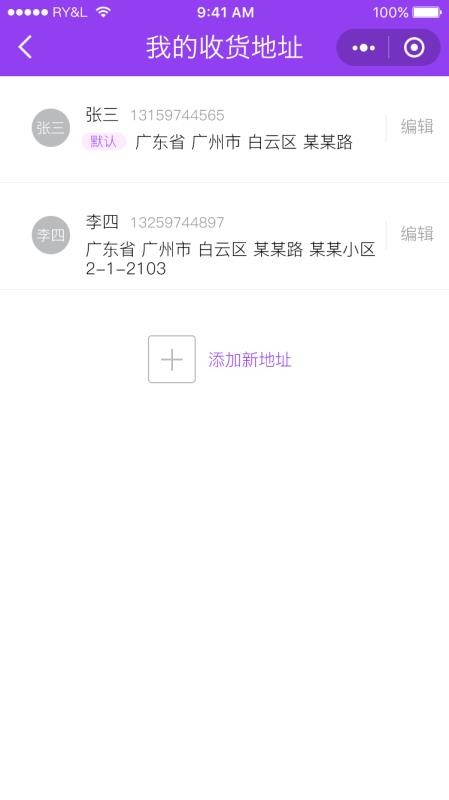 RY&L 9:41 AM 100%
我的收货地址
张三 张三 13159744565 编辑
默认 广东省 广州市 白云区 某某路
李四 李四 13259744897 编辑
广东省 广州市 白云区 某某路 某某小区
2-1-2103
添加新地址